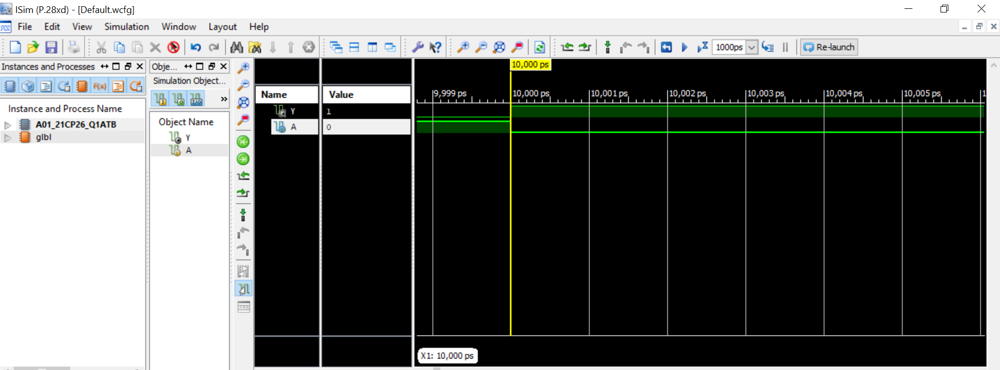 ISim (P.28xd) - [Default.wcfg]
File Edit View Simulation Window Layout Help
1000ps Re-launch
Instances and Processes
Obje...
Simulation Object...
F(x)
I O I/O »
Instance and Process Name
A01_21CP26_Q1ATB
glbl
Object Name
Y
A
Name Value
Y 1
A 0
10,000 ps
9,999 ps 10,000 ps 10,001 ps 10,002 ps 10,003 ps 10,004 ps 10,005 ps 1
X1: 10,000 ps